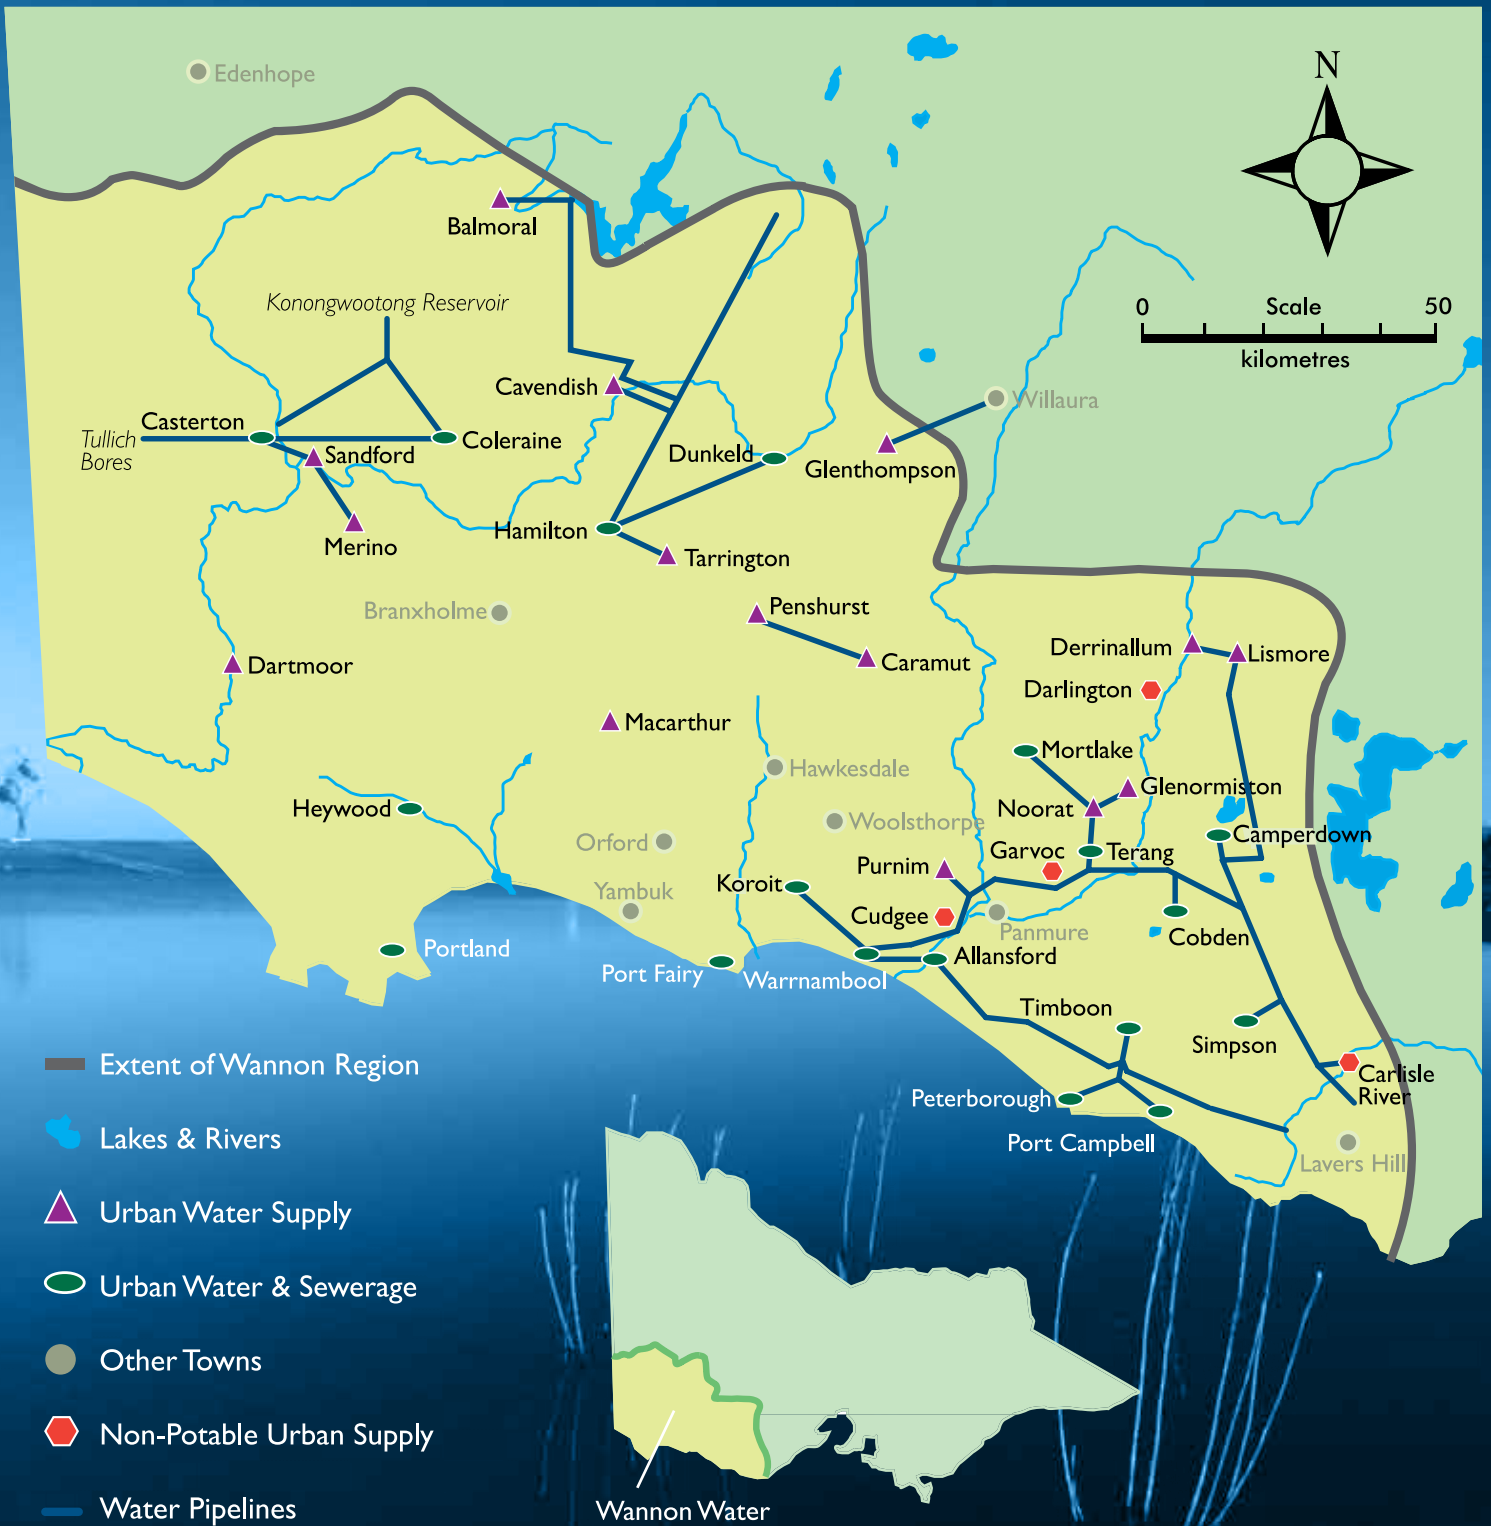 Edenhope
N
Balmoral
Konongwootong Reservoir
0 Scale 50
kilometres
Cavendish
Willaura
Casterton
Tullich
Bores
Coleraine
Sandford
Dunkeld
Glenthompson
Merino
Hamilton
Tarrington
Branxholme
Penshurst
Derrinallum
Lismore
Dartmoor
Caramut
Darlington
Macarthur
Mortlake
Hawkesdale
Glenormiston
Heywood
Noorat
Woolsthorpe
Camperdown
Orford
Garvoc
Terang
Purnim
Yambuk
Koroit
Cudgee
Panmure
Cobden
Portland
Allansford
Port Fairy
Warrnambool
Timboon
Simpson
Extent of Wannon Region
Carlisle
River
Peterborough
Lakes & Rivers
Port Campbell
Lavers Hill
Urban Water Supply
Urban Water & Sewerage
Other Towns
Non-Potable Urban Supply
Water Pipelines
Wannon Water